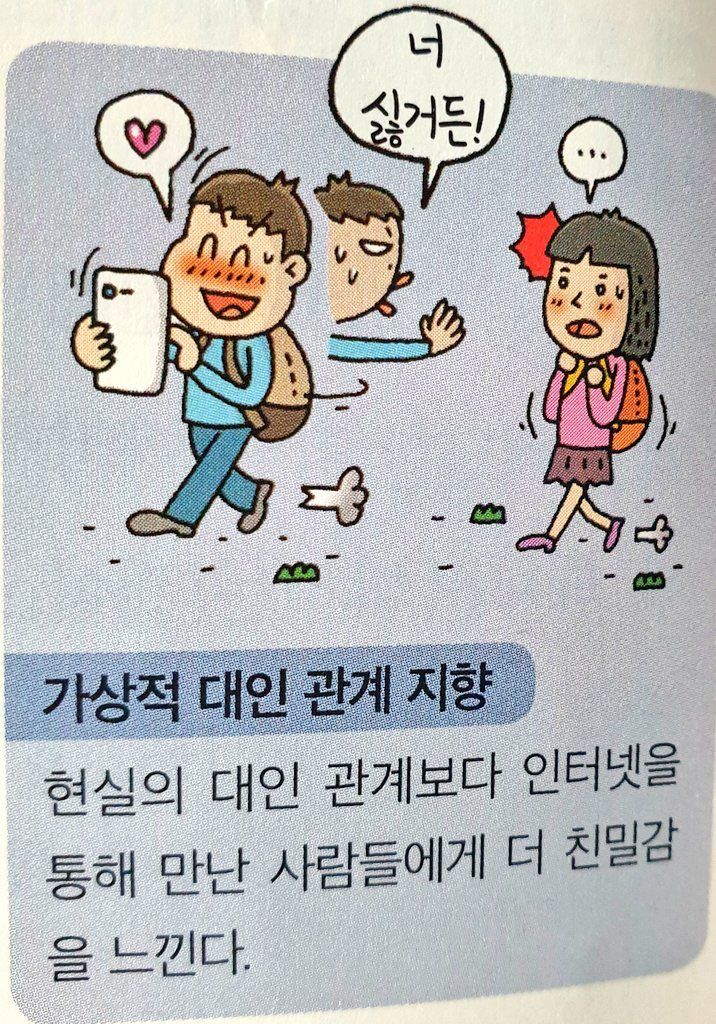 너
싫거든!
...
가상적 대인 관계 지향
현실의 대인 관계보다 인터넷을
통해 만난 사람들에게 더 친밀감
을 느낀다.